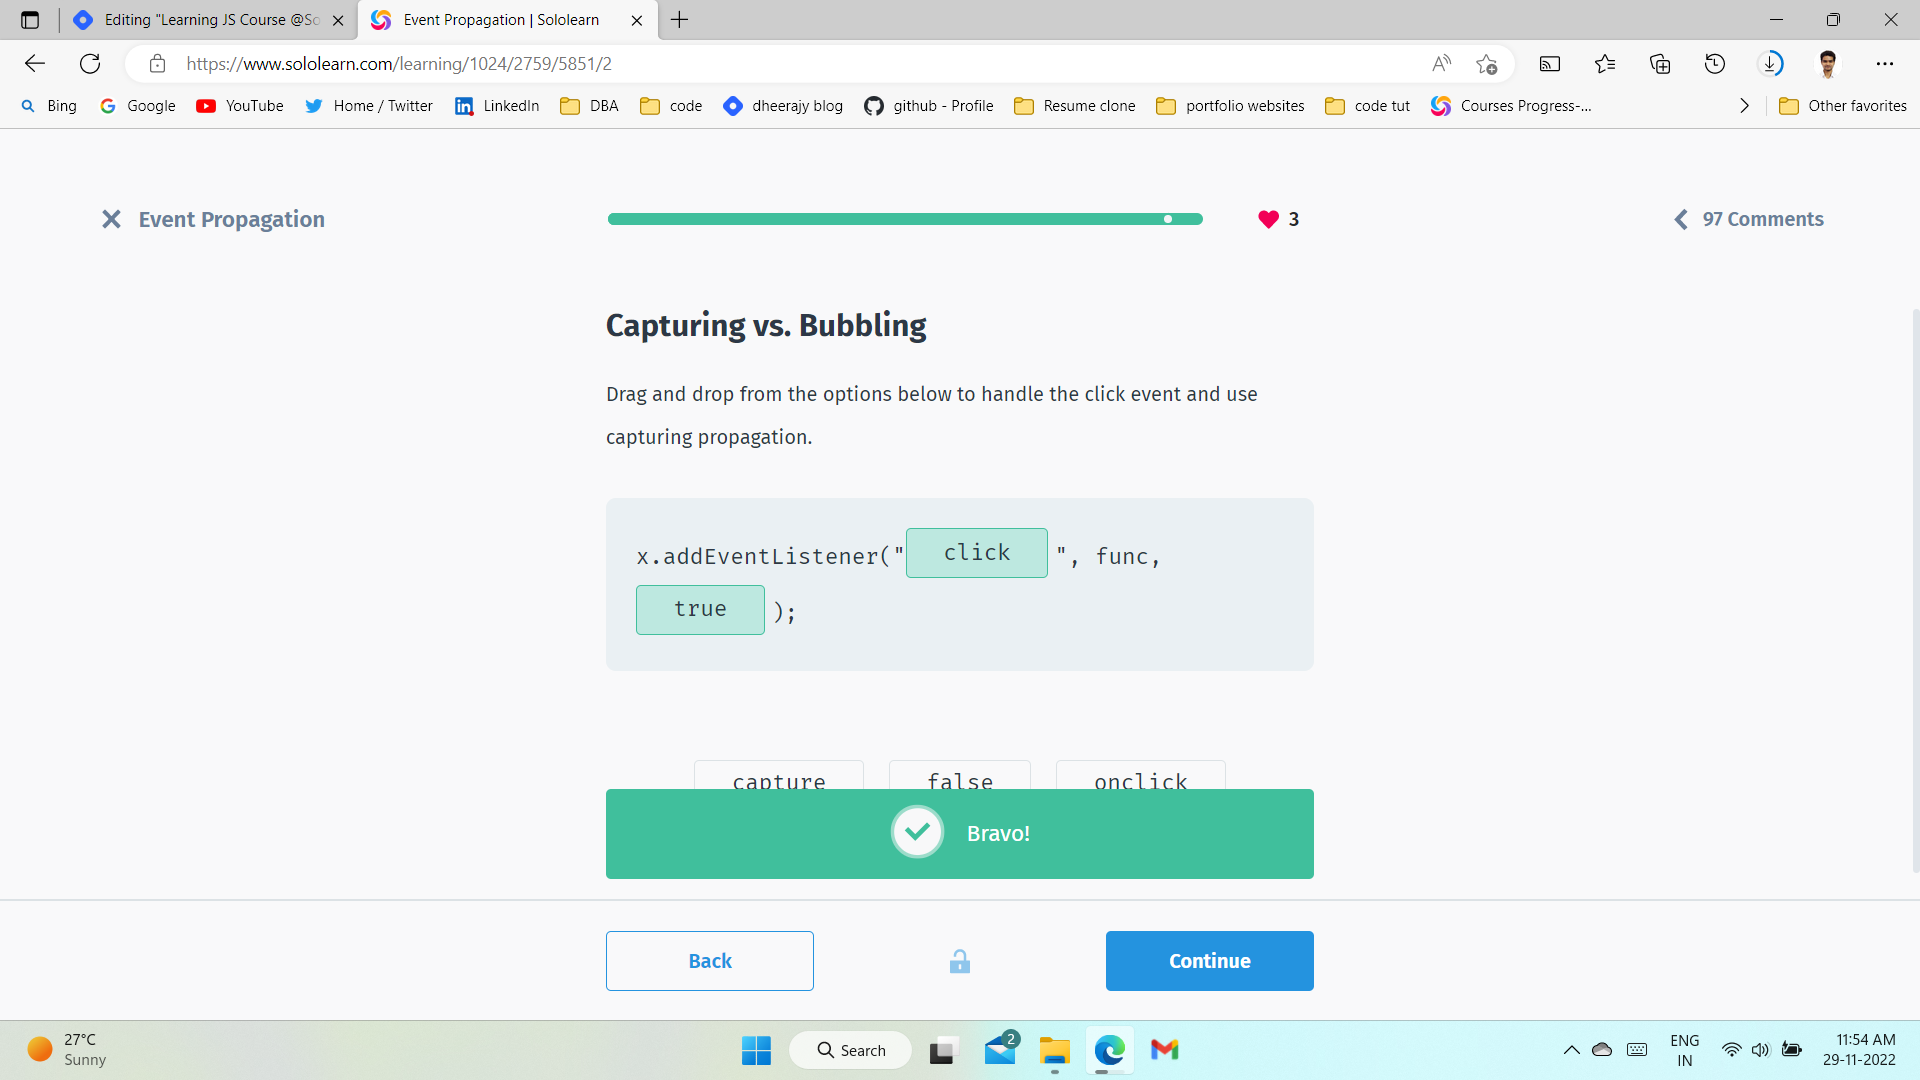 Editing "Learning JS Course @So
Event Propagation | Sololearn
https://www.sololearn.com/learning/1024/2759/5851/2
Bing
Google
YouTube
Home / Twitter
LinkedIn
DBA
code
dheerajy blog
github - Profile
Resume clone
portfolio websites
code tut
Courses Progress-...
Other favorites
Event Propagation
3
97 Comments
Capturing vs. Bubbling
Drag and drop from the options below to handle the click event and use
capturing propagation.
x.addEventListener("click", func,
true);
capture false onclick
Bravo!
Back
Continue
27°C
Sunny
Search
2
ENG
IN
11:54 AM
29-11-2022